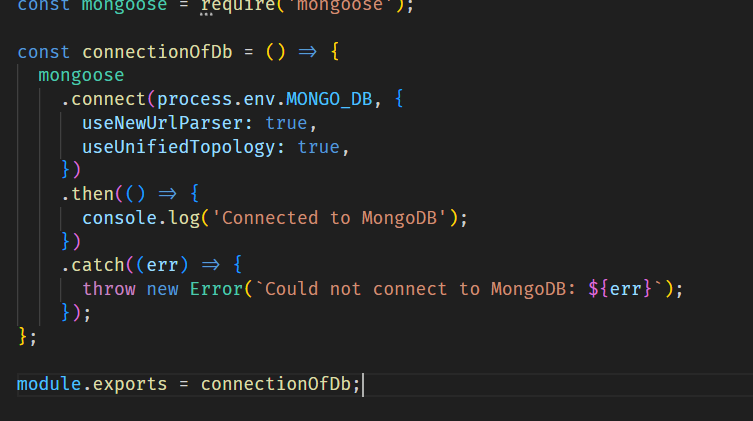 const mongoose = require('mongoose');
const connectionOfDb = () => {
mongoose
.connect(process.env.MONGO_DB, {
useNewUrlParser: true,
useUnifiedTopology: true,
})
.then(() => {
console.log('Connected to MongoDB');
})
.catch((err) => {
throw new Error(`Could not connect to MongoDB: ${err}`);
});
};
module.exports = connectionOfDb;